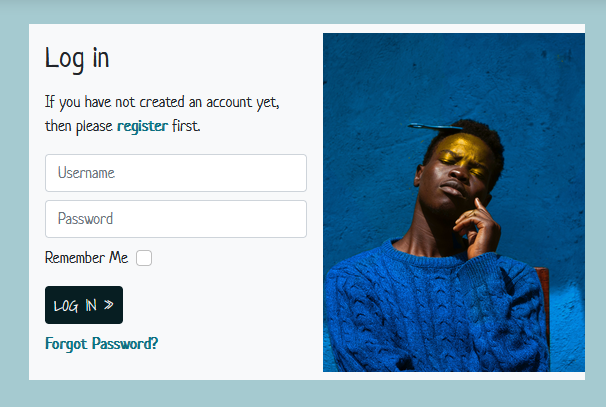 Log in
If you have not created an account yet,
then please register first.
Username
Password
Remember Me
LOG IN »
Forgot Password?